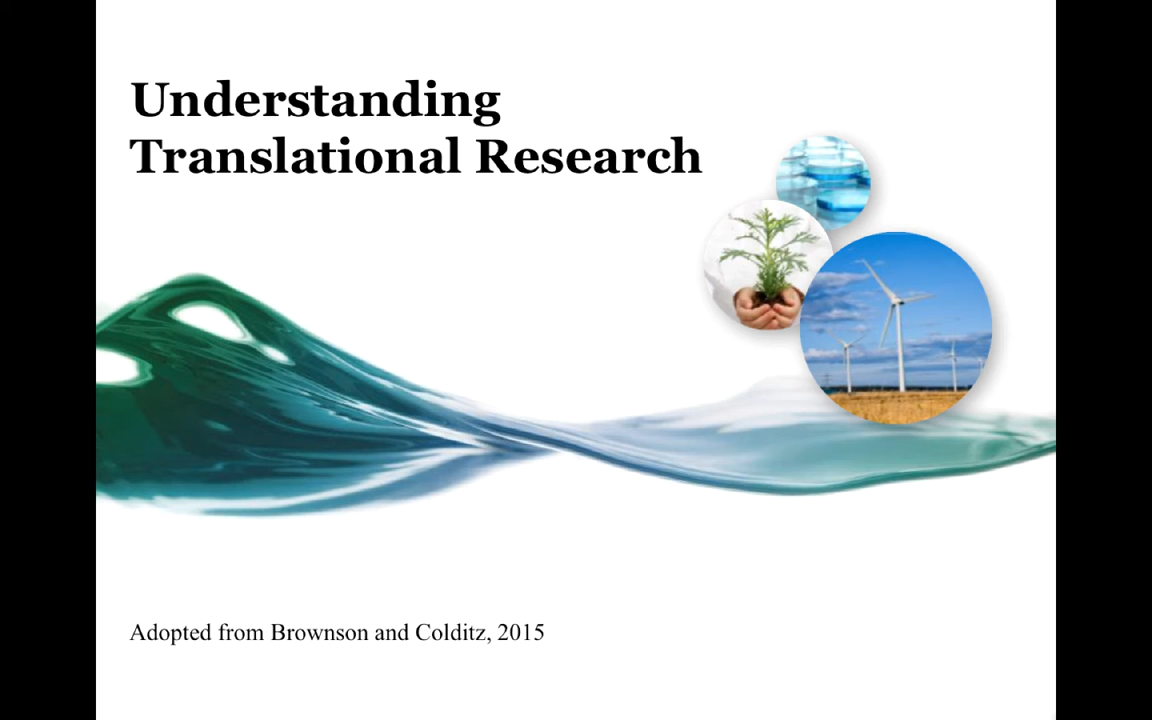 Understanding
Translational Research
Adopted from Brownson and Colditz, 2015